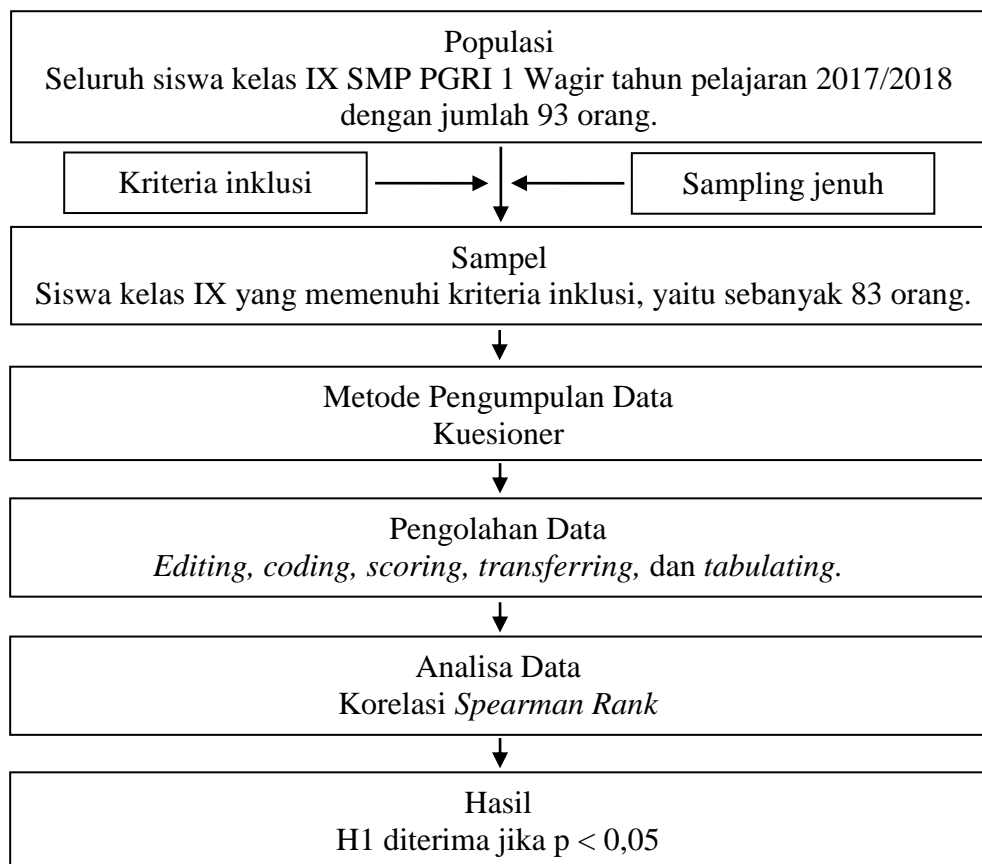 Populasi
Seluruh siswa kelas IX SMP PGRI 1 Wagir tahun pelajaran 2017/2018
dengan jumlah 93 orang.
Kriteria inklusi
Sampling jenuh
Sampel
Siswa kelas IX yang memenuhi kriteria inklusi, yaitu sebanyak 83 orang.
Metode Pengumpulan Data
Kuesioner
Pengolahan Data
Editing, coding, scoring, transferring, dan tabulating.
Analisa Data
Korelasi Spearman Rank
Hasil
H1 diterima jika p < 0,05